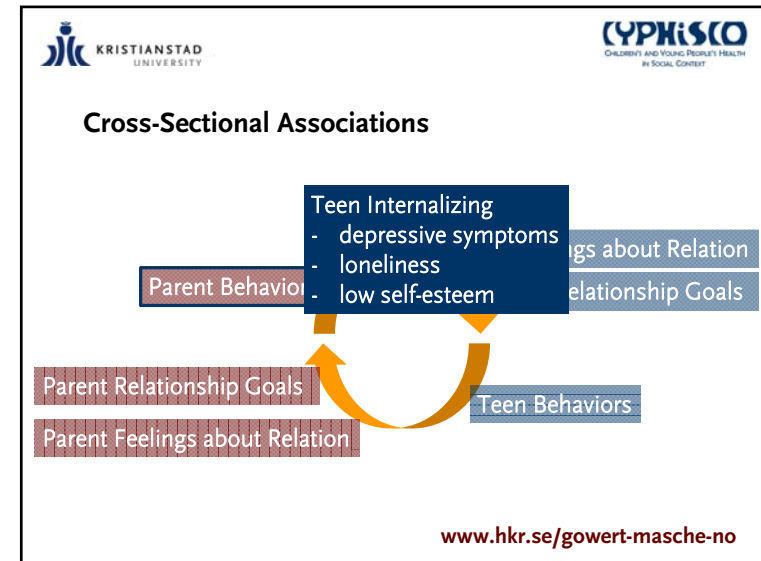 KRISTIANSTAD
UNIVERSITY
CYPHiSCO
CHILDREN'S AND YOUNG PEOPLE'S HEALTH
IN SOCIAL CONTEXT
Cross-Sectional Associations
Teen Internalizing
- depressive symptoms
- loneliness
- low self-esteem
ngs about Relation
elationship Goals
Parent Behavior
Parent Relationship Goals
Parent Feelings about Relation
Teen Behaviors
www.hkr.se/gowert-masche-no